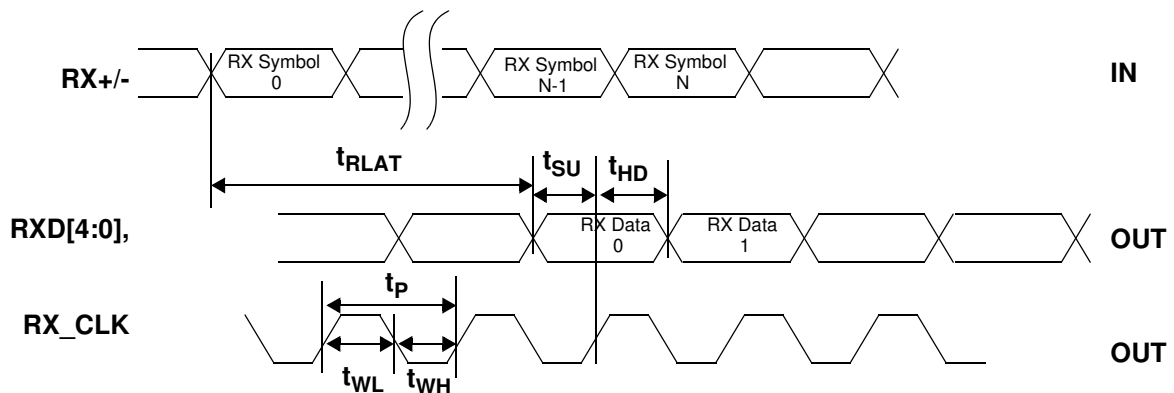 RX+/-
RX Symbol
0
RX Symbol
N-1
RX Symbol
N
IN
tRLAT
tSU
tHD
RXD[4:0],
RX Data
0
RX Data
1
OUT
tP
RX_CLK
OUT
tWL
tWH